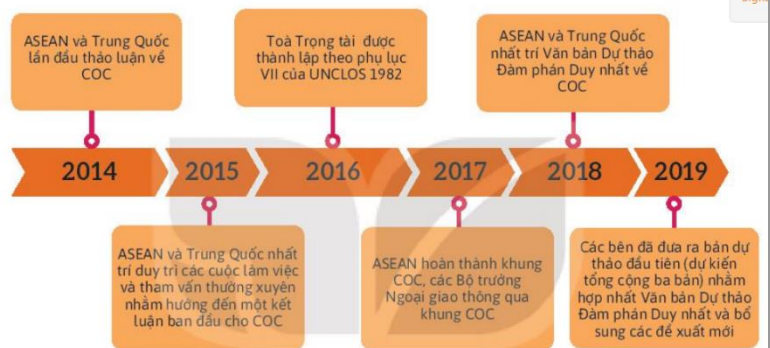 ASEAN và Trung Quốc
lần đầu thảo luận về
COC
Toà Trọng tài được
thành lập theo phụ lục
VII của UNCLOS 1982
ASEAN và Trung Quốc
nhất trí Văn bản Dự thảo
Đàm phán Duy nhất về
COC
2014
2015
2016
2017
2018
2019
ASEAN và Trung Quốc nhất
trí duy trì các cuộc làm việc
và tham vấn thường xuyên
nhằm hướng đến một kết
luận ban đầu cho COC
ASEAN hoàn thành khung
COC, các Bộ trưởng
Ngoại giao thông qua
khung COC
Các bên đã đưa ra bản dự
thảo đầu tiên (dự kiến
tổng cộng ba bản) nhằm
hợp nhất Văn bản Dự thảo
Đàm phán Duy nhất và bổ
sung các đề xuất mới